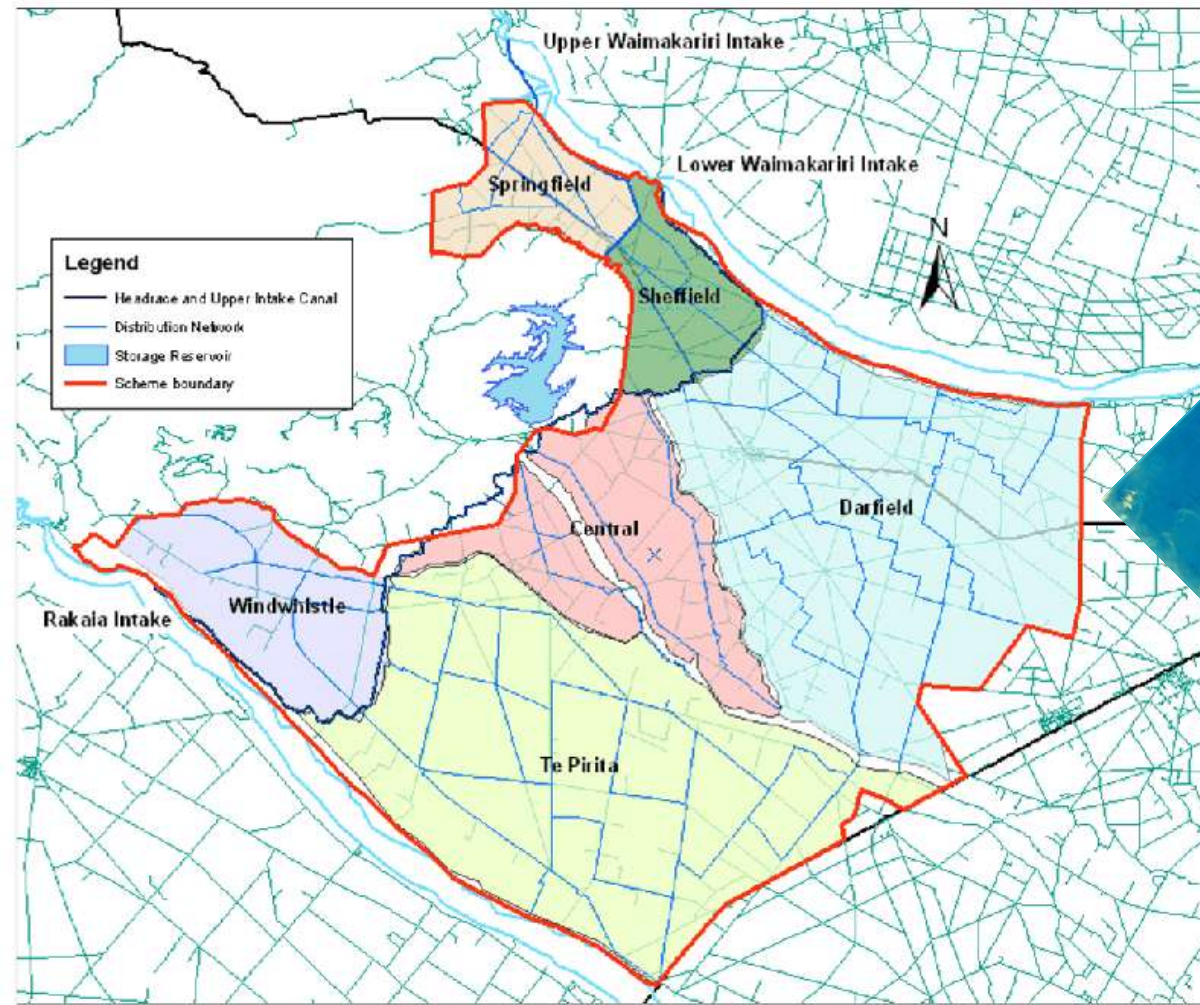 Upper Waimakariri Intake
Lower Waimakariri Intake
Springfield
N
Legend
Headrace and Upper Intake Canal
Distribution Network
Storage Reservoir
Scheme boundary
Sheffield
Darfield
Central
Windwhistle
Rakaia Intake
Te Pirita